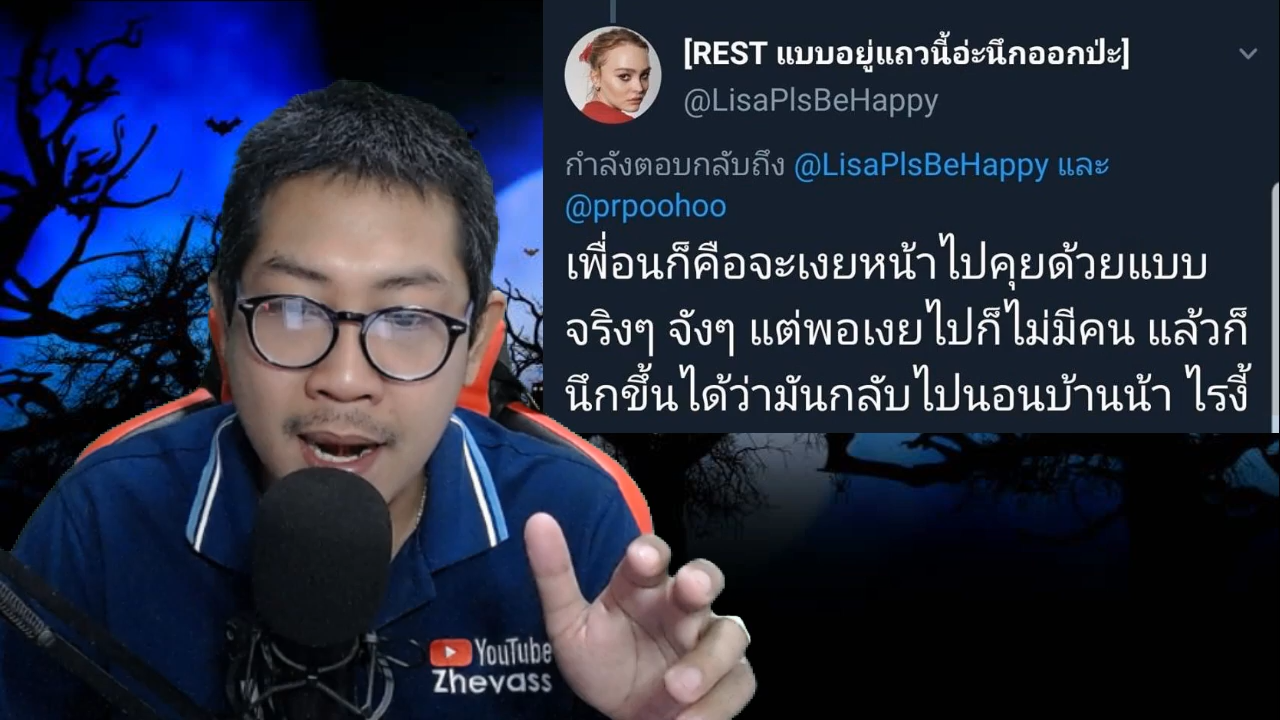 [REST แบบอยู่แถวนี้อ่ะนึกออกป่ะ]
@LisaPlsBeHappy
กำลังตอบกลับถึง @LisaPlsBeHappy และ
@prpoohoo
เพื่อนก็คือจะเงยหน้าไปคุยด้วยแบบ
จริงๆ จังๆ แต่พอเงยไปก็ไม่มีคน แล้วก็
นึกขึ้นได้ว่ามันกลับไปนอนบ้านน้า ไรงี้
YouTube
Zhevass